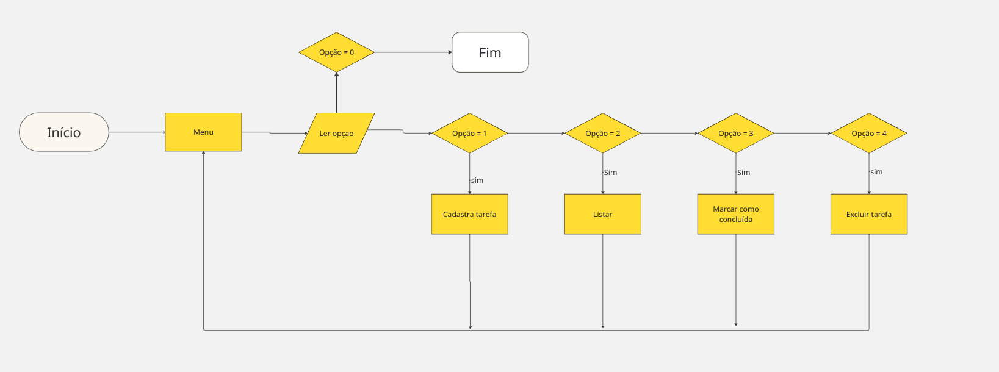 Opção = 0
Fim
Início
Menu
Ler opçao
Opção = 1
Opção = 2
Opção = 3
Opção = 4
sim
Sim
Sim
sim
Cadastra tarefa
Listar
Marcar como
concluída
Excluir tarefa